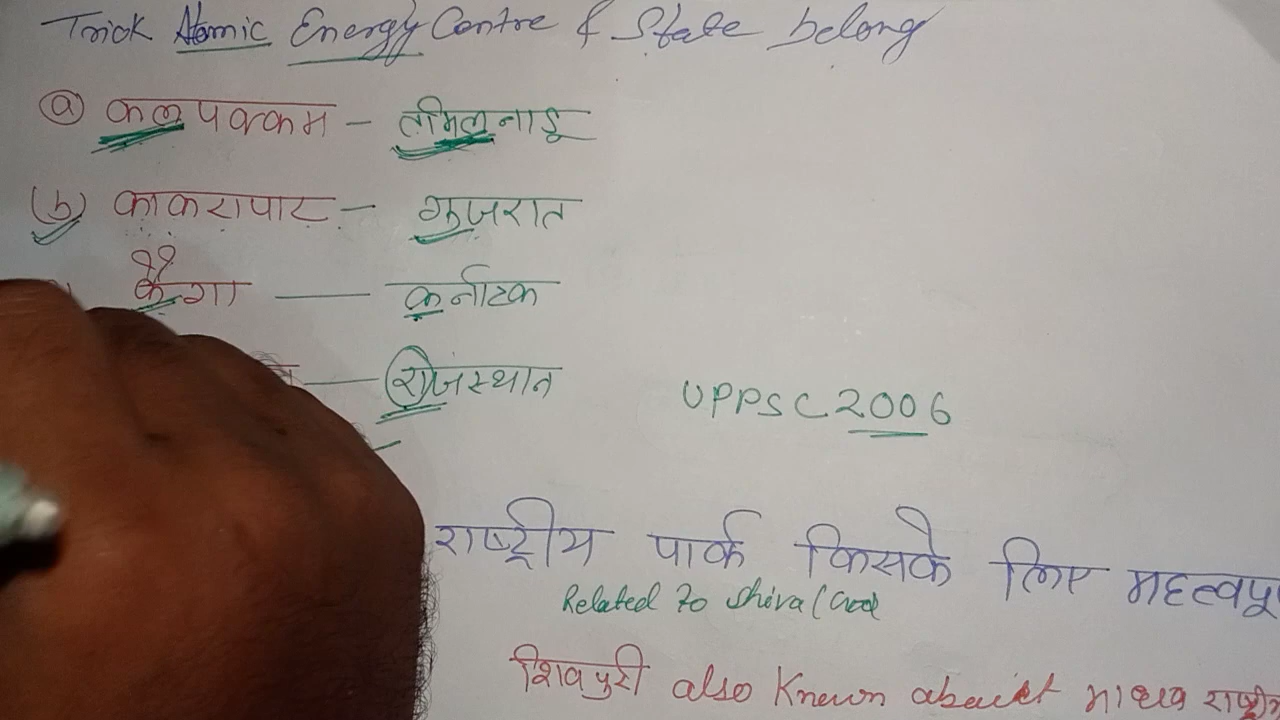 Trick Atomic Energy Centre & State belong
(a) कलपक्कम - तमिलनाडू
(b) काकरापार - गुजरात
कैगा — कर्नाटक
— राजस्थान
UPPSC 2006
राष्ट्रीय पार्क किसके लिए महत्वपू
Related to Shiva (God
शिवपुरी also Known माधव राष्ट्रीय